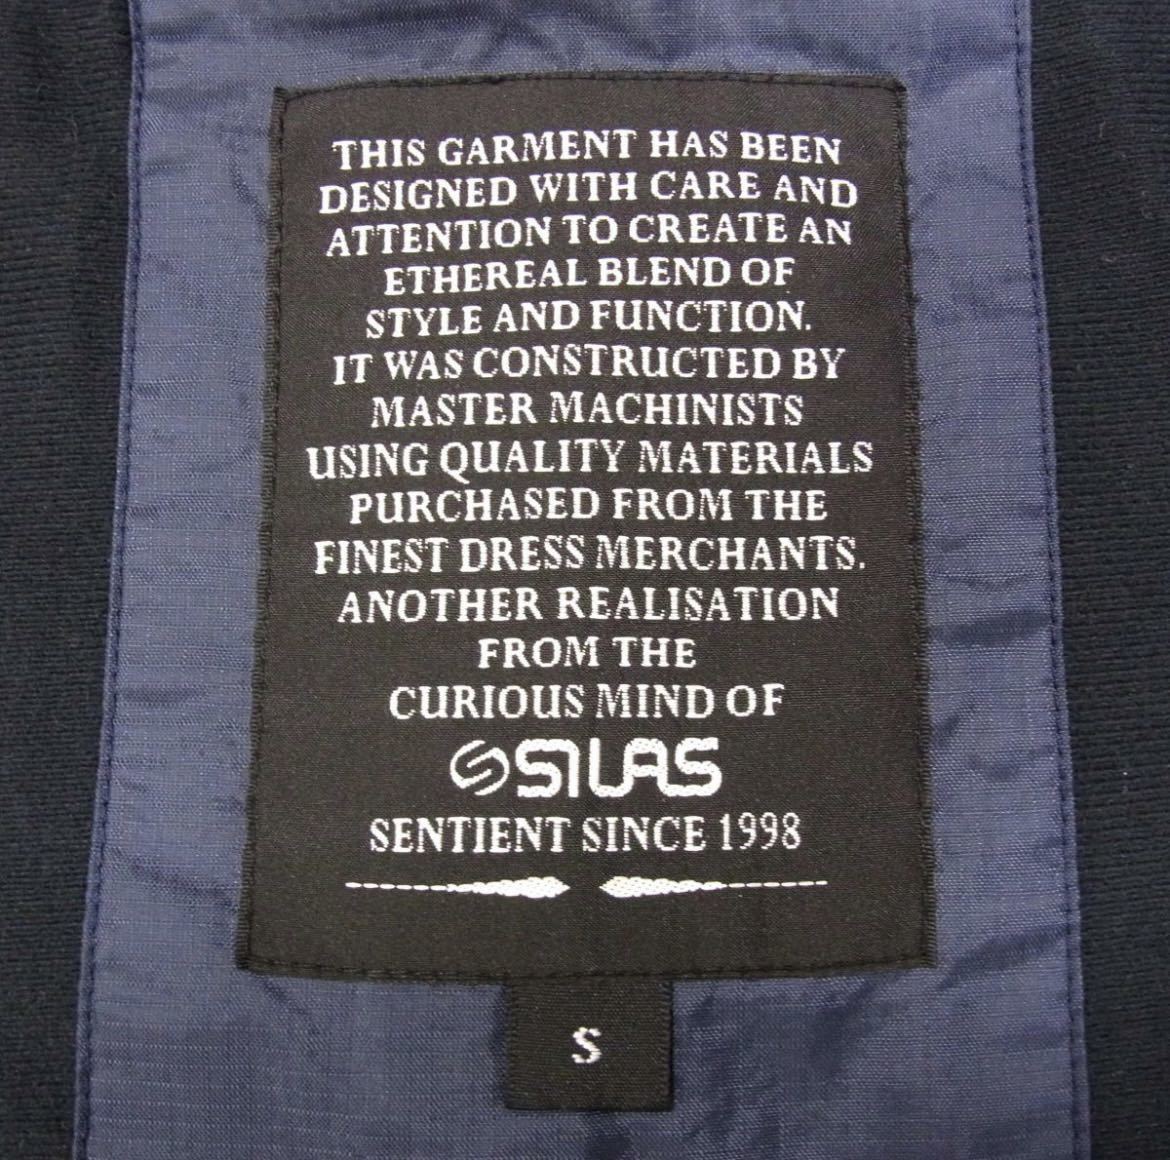 THIS GARMENT HAS BEEN
DESIGNED WITH CARE AND
ATTENTION TO CREATE AN
ETHEREAL BLEND OF
STYLE AND FUNCTION.
IT WAS CONSTRUCTED BY
MASTER MACHINISTS
USING QUALITY MATERIALS
PURCHASED FROM THE
FINEST DRESS MERCHANTS.
ANOTHER REALISATION
FROM THE
CURIOUS MIND OF
SILAS
SENTIENT SINCE 1998
S